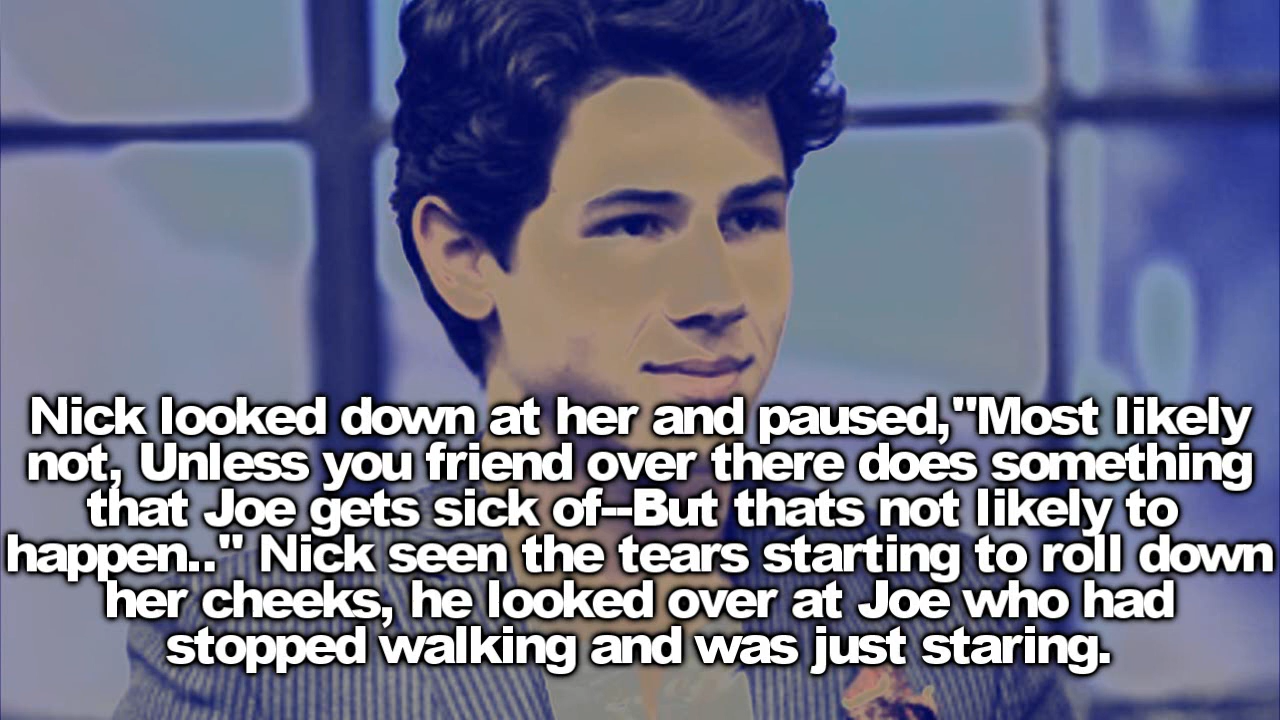 Nick looked down at her and paused,"Most likely
not, Unless you friend over there does something
that Joe gets sick of--But thats not likely to
happen.." Nick seen the tears starting to roll down
her cheeks, he looked over at Joe who had
stopped walking and was just staring.